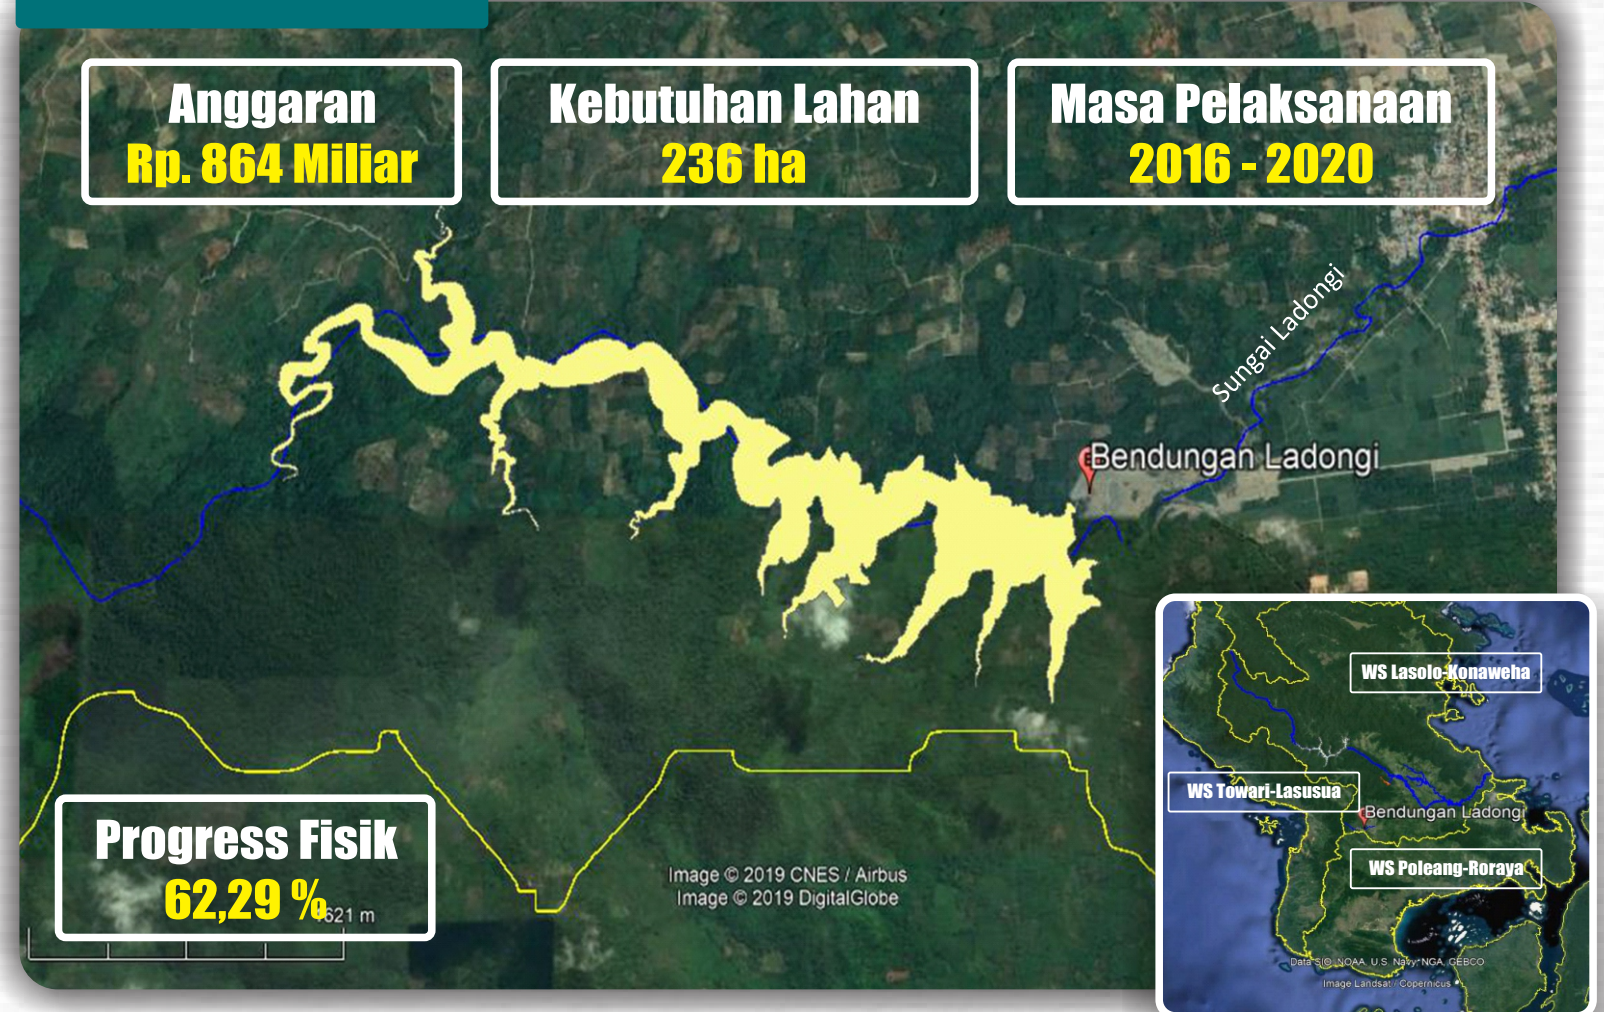 Anggaran
Rp. 864 Miliar
Kebutuhan Lahan
236 ha
Masa Pelaksanaan
2016 - 2020
Sungai Ladongi
Bendungan Ladongi
WS Lasolo-Konaweha
WS Towari-Lasusua
Bendungan Ladongi
WS Poleang-Roraya
Data SIO, NOAA, U.S. Navy, NGA, GEBCO
Image Landsat / Copernicus
Progress Fisik
62,29 %
621 m
Image © 2019 CNES / Airbus
Image © 2019 DigitalGlobe